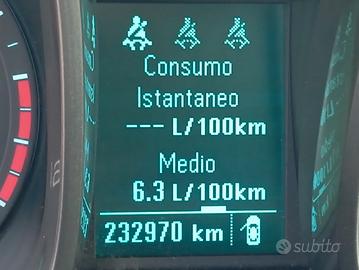 Consumo
Istantaneo
--- L/100km
Medio
6.3 L/100km
232970 km
subito